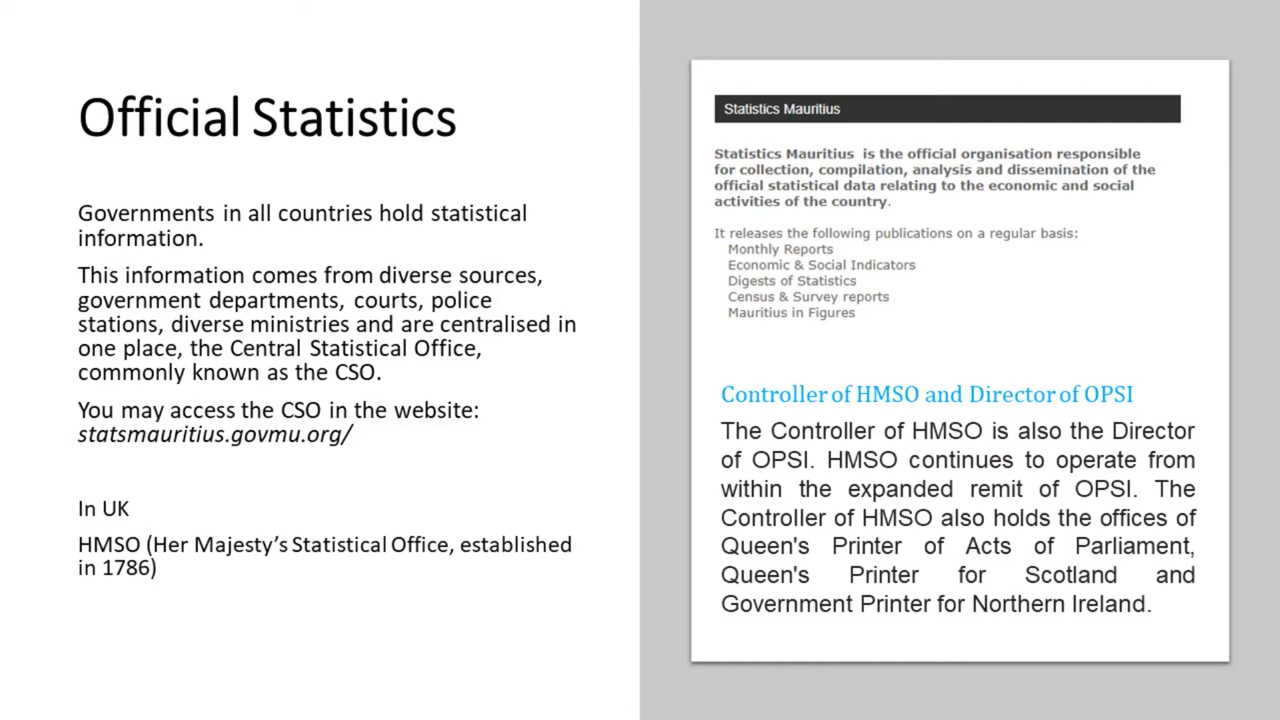 Official Statistics
Governments in all countries hold statistical
information.
This information comes from diverse sources,
government departments, courts, police
stations, diverse ministries and are centralised in
one place, the Central Statistical Office,
commonly known as the CSO.
You may access the CSO in the website:
statsmauritius.govmu.org/
In UK
HMSO (Her Majesty's Statistical Office, established
in 1786)
Statistics Mauritius
Statistics Mauritius is the official organisation responsible
for collection, compilation, analysis and dissemination of the
official statistical data relating to the economic and social
activities of the country.
It releases the following publications on a regular basis:
Monthly Reports
Economic & Social Indicators
Digests of Statistics
Census & Survey reports
Mauritius in Figures
Controller of HMSO and Director of OPSI
The Controller of HMSO is also the Director
of OPSI. HMSO continues to operate from
within the expanded remit of OPSI. The
Controller of HMSO also holds the offices of
Queen's Printer of Acts of Parliament,
Queen's Printer for Scotland and
Government Printer for Northern Ireland.